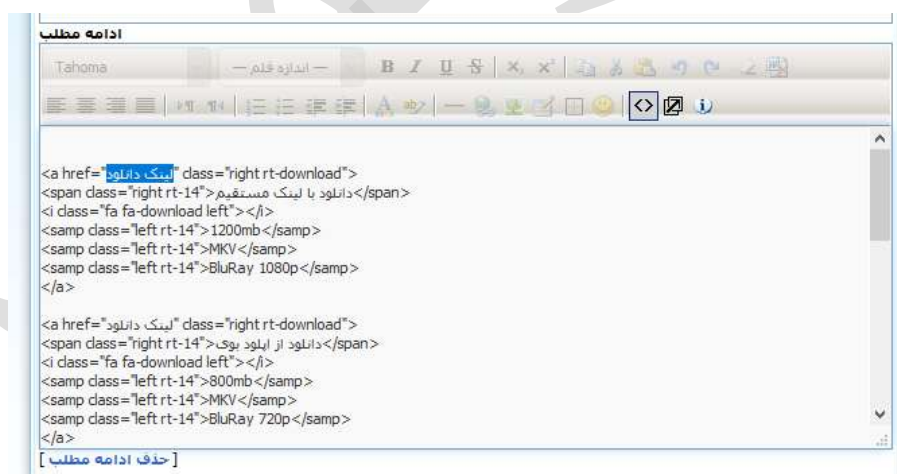 ادامه مطلب
Tahoma
— اندازه قلم —
B I U S x, x²
A ab
<a href="لینک دانلود" class="right rt-download">
<span class="right rt-14">دانلود با لینک مستقیم</span>
<i class="fa fa-download left"></i>
<samp class="left rt-14">1200mb</samp>
<samp class="left rt-14">MKV</samp>
<samp class="left rt-14">BluRay 1080p</samp>
</a>
<a href="لینک دانلود" class="right rt-download">
<span class="right rt-14">دانلود از اپلود بوی</span>
<i class="fa fa-download left"></i>
<samp class="left rt-14">800mb</samp>
<samp class="left rt-14">MKV</samp>
<samp class="left rt-14">BluRay 720p</samp>
</a>
[حذف ادامه مطلب]